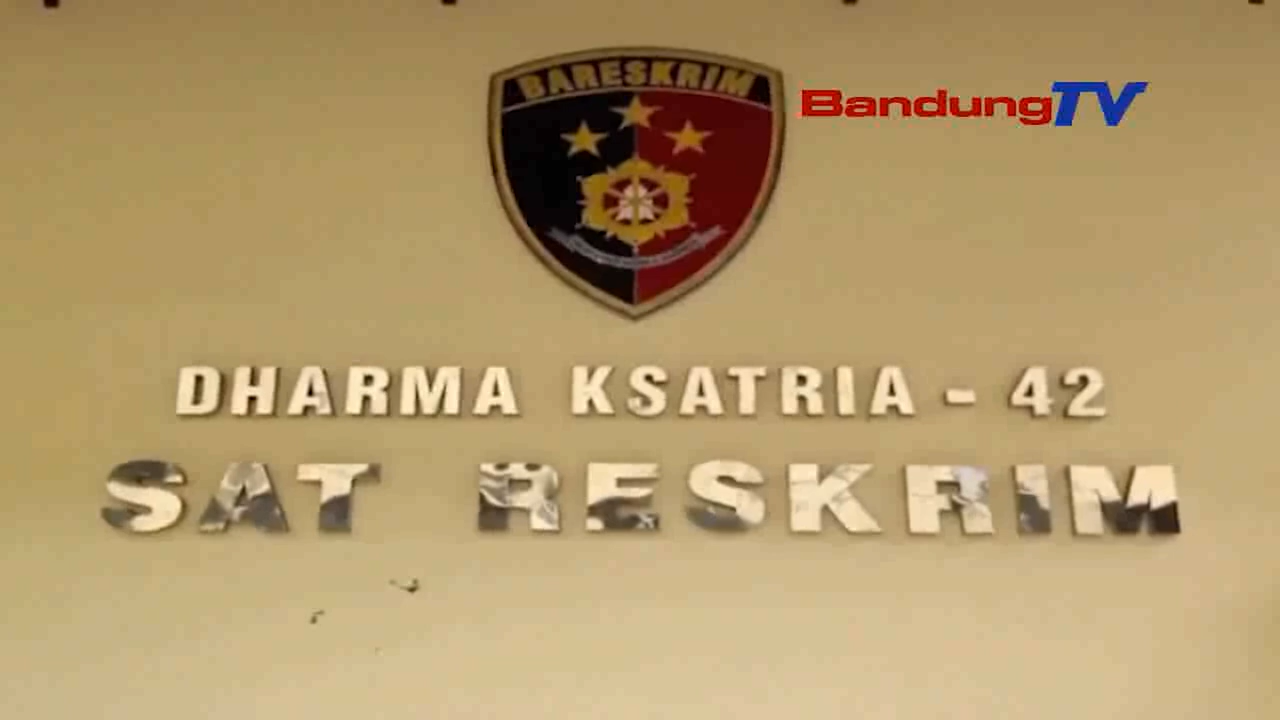 BARESKRIM
BandungTV
DHARMA KSATRIA - 42
SAT RESKRIM